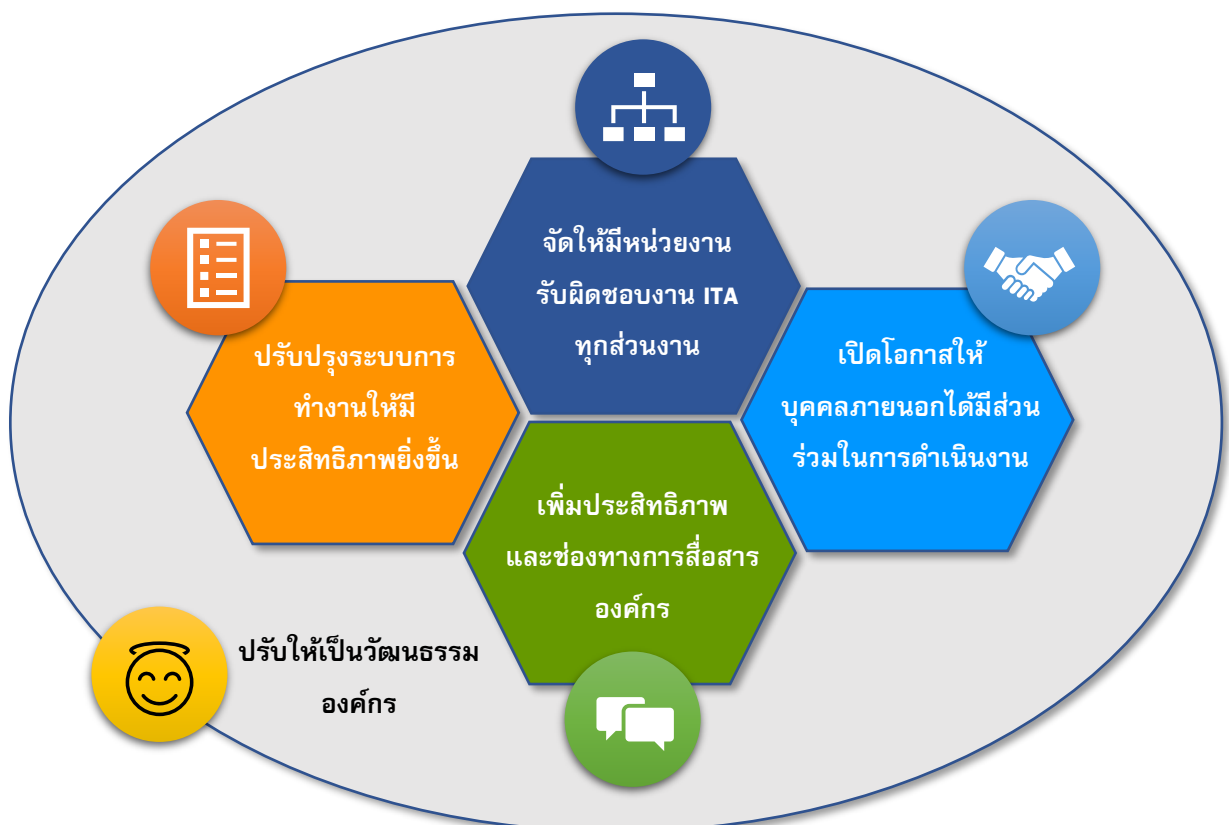 จัดให้มีหน่วยงาน
รับผิดชอบงาน ITA
ทุกส่วนงาน
ปรับปรุงระบบการ
ทำงานให้มี
ประสิทธิภาพยิ่งขึ้น
เปิดโอกาสให้
บุคคลภายนอกได้มีส่วน
ร่วมในการดำเนินงาน
เพิ่มประสิทธิภาพ
และช่องทางการสื่อสาร
องค์กร
ปรับให้เป็นวัฒนธรรม
องค์กร